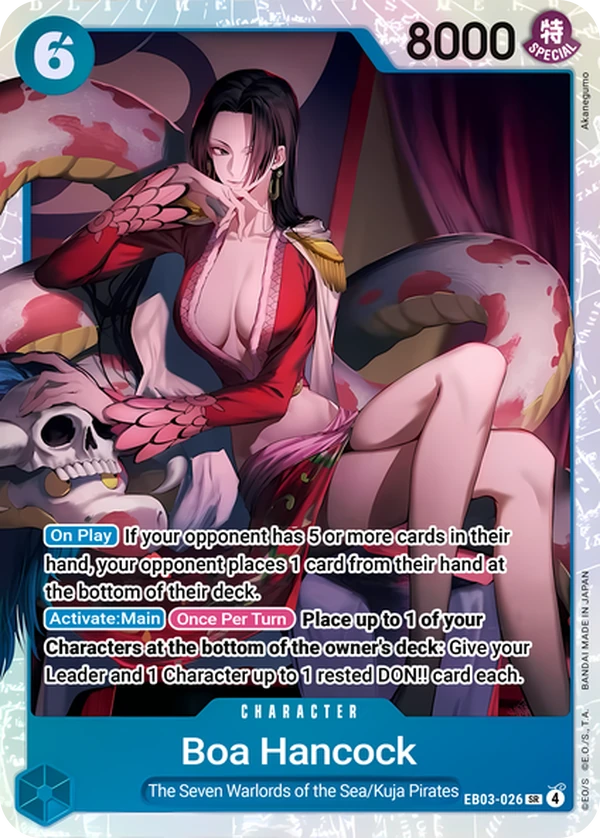 6
8000
特
SPECIAL
Akanegumo
On Play If your opponent has 5 or more cards in their
hand, your opponent places 1 card from their hand at
the bottom of their deck.
Activate:Main Once Per Turn Place up to 1 of your
Characters at the bottom of the owner's deck: Give your
Leader and 1 Character up to 1 rested DON!! card each.
CHARACTER
Boa Hancock
The Seven Warlords of the Sea/Kuja Pirates
EB03-026 SR 4
©EO/S ©E.O./S., T.A. BANDAI MADE IN JAPAN